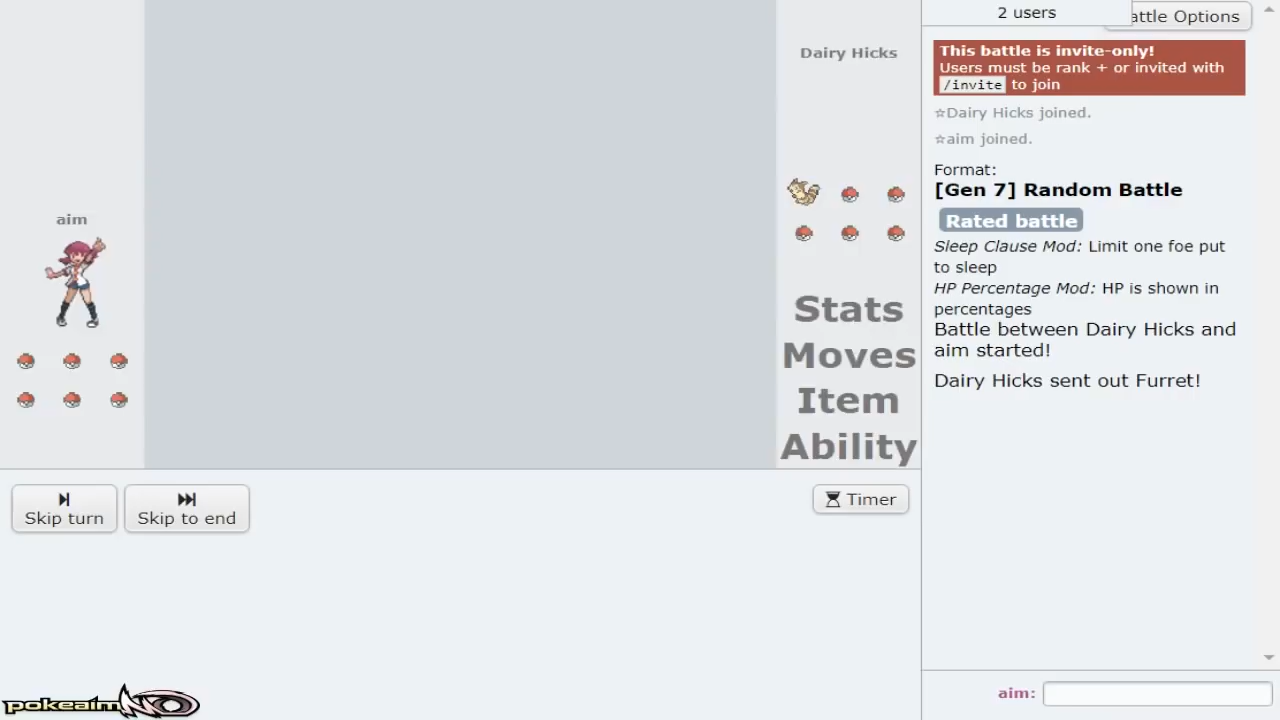 2 users
attle Options
Dairy Hicks
This battle is invite-only!
Users must be rank + or invited with
/invite to join
☆Dairy Hicks joined.
☆aim joined.
Format:
[Gen 7] Random Battle
Rated battle
Sleep Clause Mod: Limit one foe put
to sleep
HP Percentage Mod: HP is shown in
percentages
Battle between Dairy Hicks and
aim started!
Dairy Hicks sent out Furret!
aim
Stats
Moves
Item
Ability
Skip turn
Skip to end
Timer
aim:
pokeaimMD